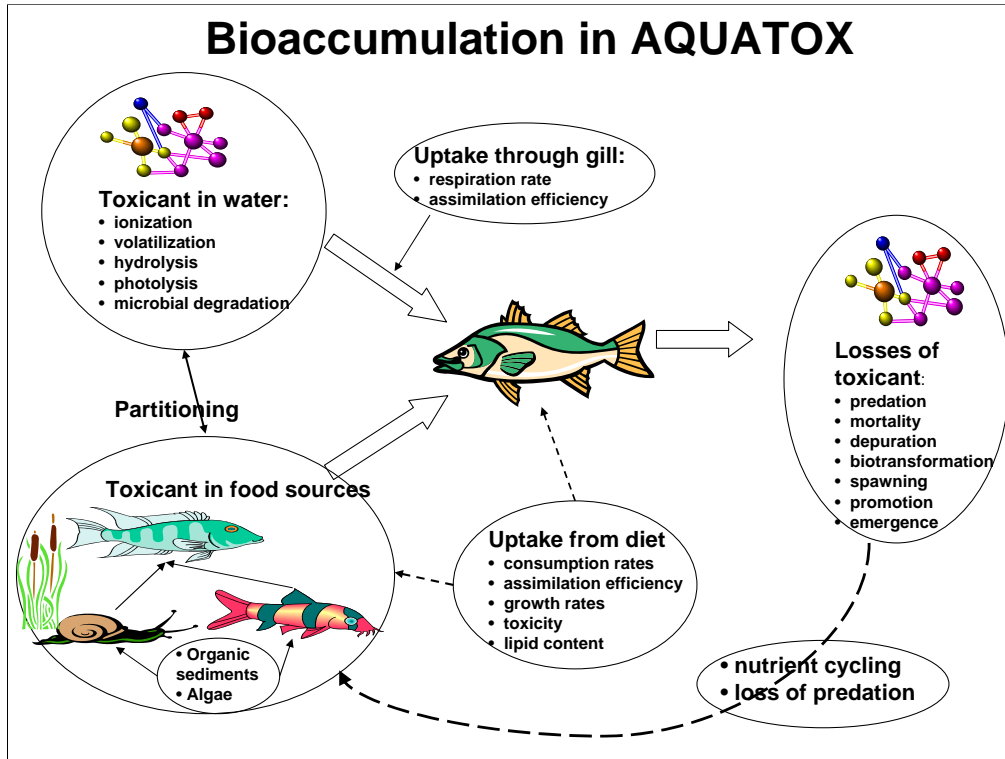 Bioaccumulation in AQUATOX
Toxicant in water:
• ionization
• volatilization
• hydrolysis
• photolysis
• microbial degradation
Uptake through gill:
• respiration rate
• assimilation efficiency
Losses of
toxicant:
• predation
• mortality
• depuration
• biotransformation
• spawning
• promotion
• emergence
Partitioning
Toxicant in food sources
• Organic
sediments
• Algae
Uptake from diet
• consumption rates
• assimilation efficiency
• growth rates
• toxicity
• lipid content
• nutrient cycling
• loss of predation